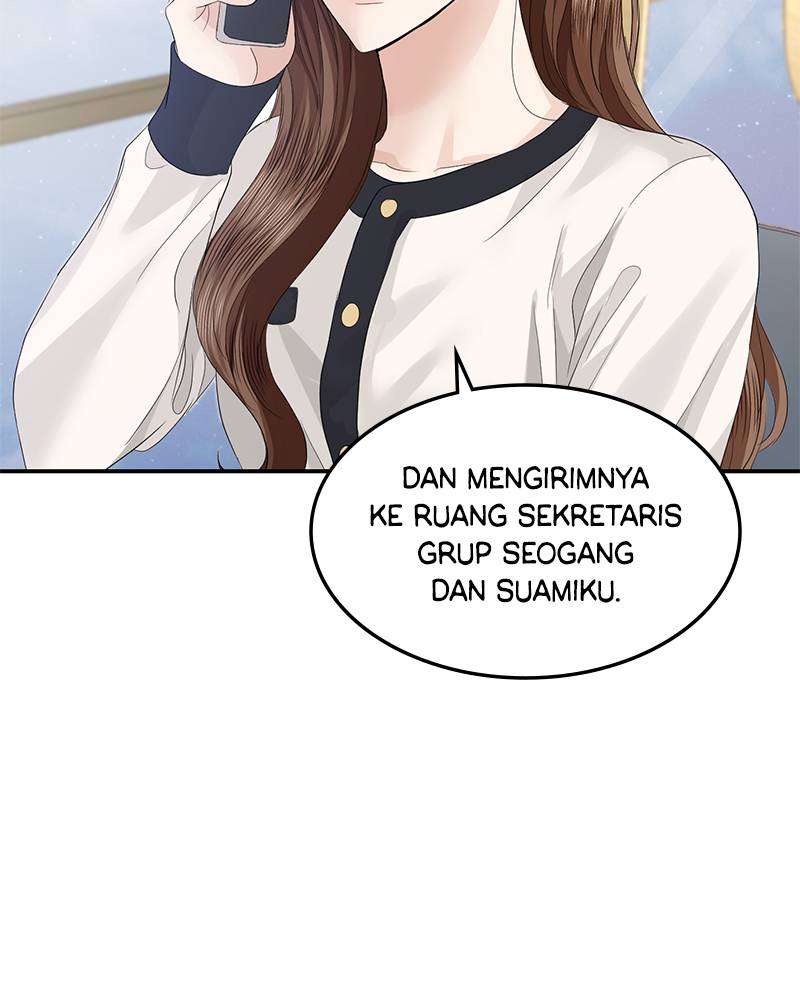 DAN MENGIRIMNYA
KE RUANG SEKRETARIS
GRUP SEOGANG
DAN SUAMIKU.